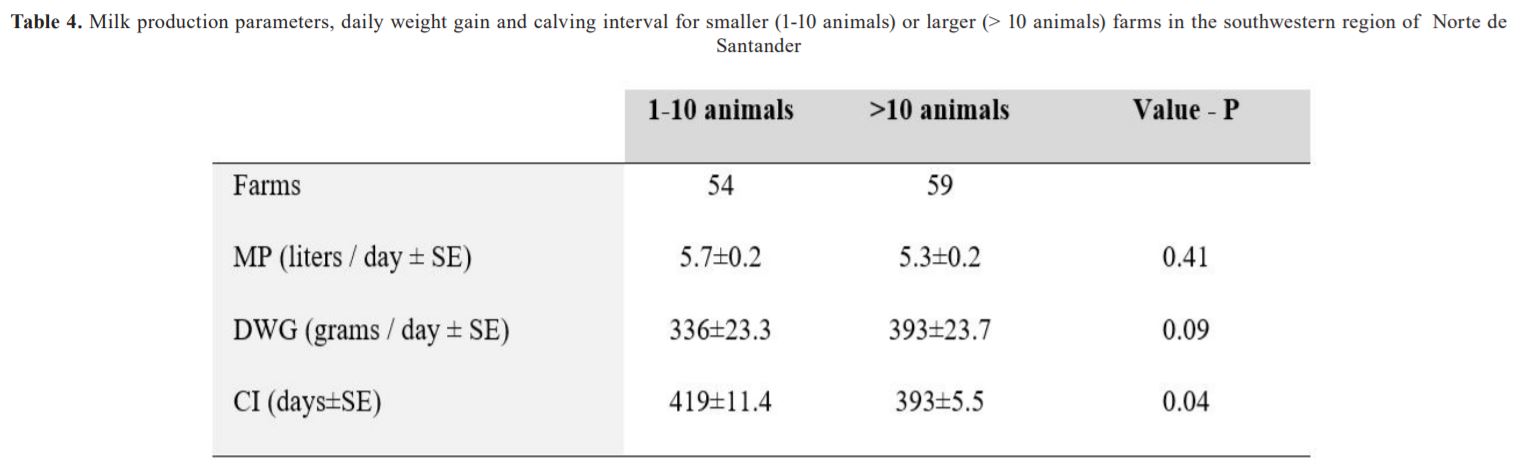 Table 4. Milk production parameters, daily weight gain and calving interval for smaller (1-10 animals) or larger (> 10 animals) farms in the southwestern region of Norte de
Santander
1-10 animals >10 animals Value - P
Farms 54 59
MP (liters / day ± SE) 5.7±0.2 5.3±0.2 0.41
DWG (grams / day ± SE) 336±23.3 393±23.7 0.09
CI (days±SE) 419±11.4 393±5.5 0.04